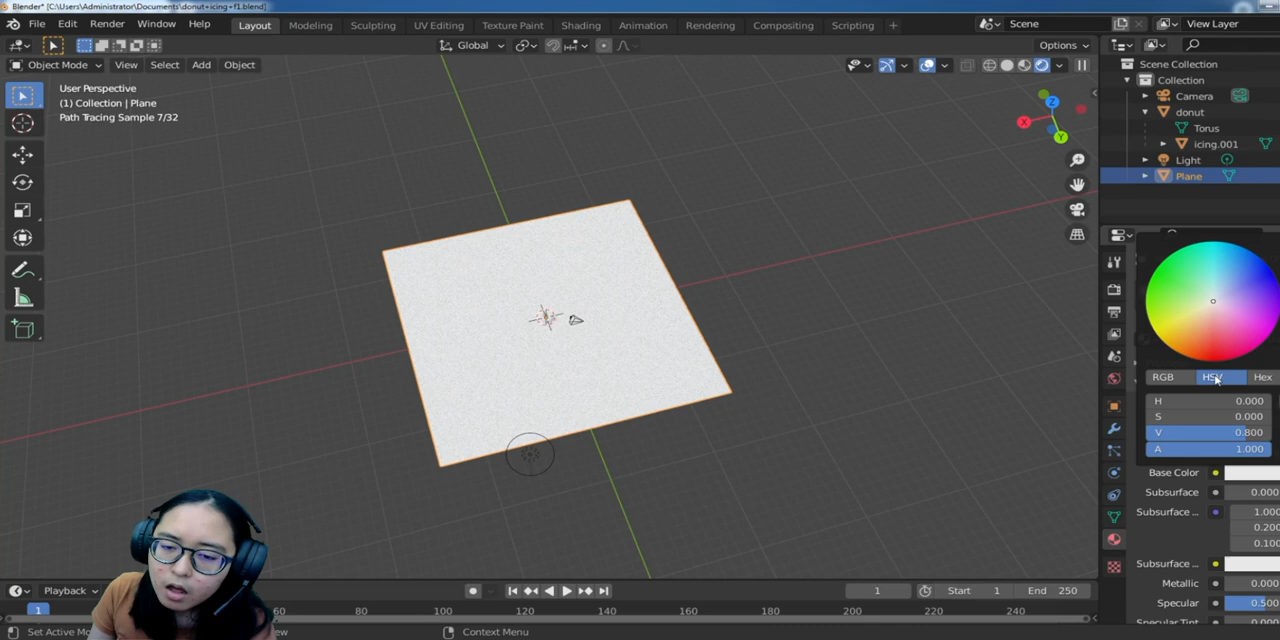 Blender* [C:\Users\Administrator\Documents\donut+icing+f1.blend]
File Edit Render Window Help
Layout Modeling Sculpting UV Editing Texture Paint Shading Animation Rendering Compositing Scripting +
Scene
View Layer
Global
Options
Object Mode View Select Add Object
User Perspective
(1) Collection | Plane
Path Tracing Sample 7/32
X
Y
Z
Scene Collection
Collection
Camera
donut
Torus
icing.001
Light
Plane
RGB HSV Hex
H 0.000
S 0.000
V 0.800
A 1.000
Base Color
Subsurface 0.000
Subsurface .. 1.000
0.200
0.100
Subsurface ..
Metallic 0.000
Specular 0.500
Specular Tint 0.000
Playback
1 Start 1 End 250
1 60 80 100 120 140 160 180 200 220 240
Set Active Mo
ew
Context Menu